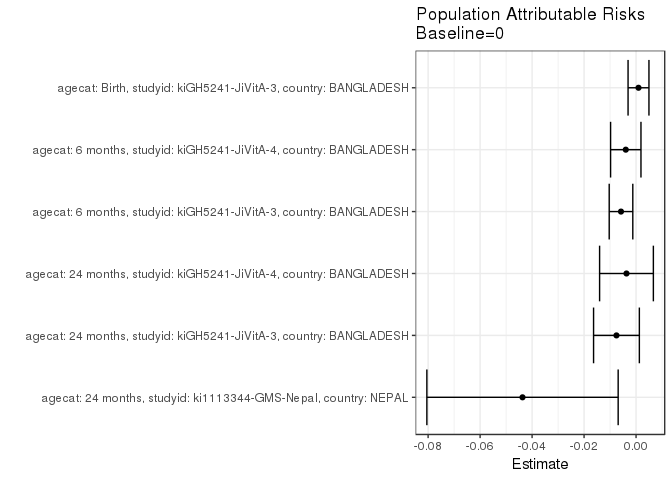 Population Attributable Risks
Baseline=0
agecat: Birth, studyid: kiGH5241-JiVitA-3, country: BANGLADESH
agecat: 6 months, studyid: kiGH5241-JiVitA-4, country: BANGLADESH
agecat: 6 months, studyid: kiGH5241-JiVitA-3, country: BANGLADESH
agecat: 24 months, studyid: kiGH5241-JiVitA-4, country: BANGLADESH
agecat: 24 months, studyid: kiGH5241-JiVitA-3, country: BANGLADESH
agecat: 24 months, studyid: ki1113344-GMS-Nepal, country: NEPAL
-0.08 -0.06 -0.04 -0.02 0.00
Estimate